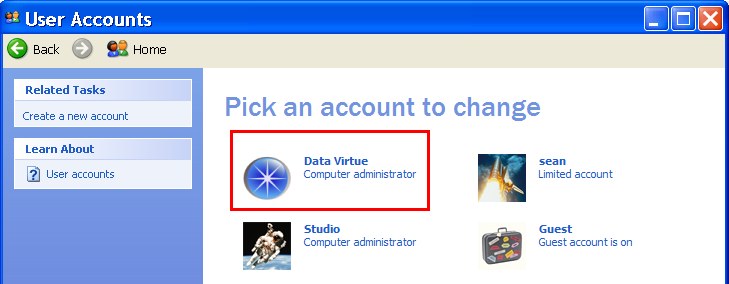 User Accounts
Back
Home
Related Tasks
Create a new account
Learn About
User accounts
Pick an account to change
Data Virtue
Computer administrator
sean
Limited account
Studio
Computer administrator
Guest
Guest account is on